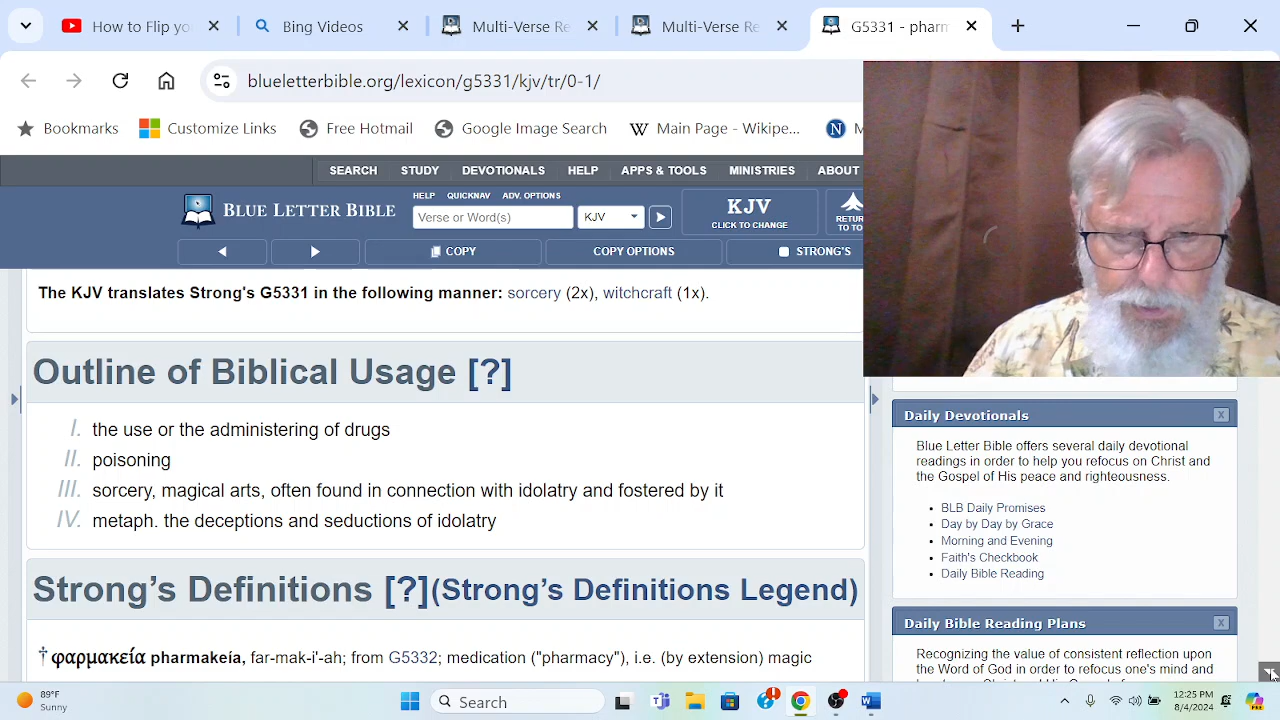 How to Flip yo
Bing Videos
Multi-Verse Re
Multi-Verse Re
G5331 - pharm
blueletterbible.org/lexicon/g5331/kjv/tr/0-1/
Bookmarks
Customize Links
Free Hotmail
Google Image Search
Main Page - Wikipe...
SEARCH STUDY DEVOTIONALS HELP APPS & TOOLS MINISTRIES ABOUT
BLUE LETTER BIBLE
HELP QUICKNAV ADV. OPTIONS
Verse or Word(s)
KJV
KJV
CLICK TO CHANGE
RETUR
TO TO
COPY
COPY OPTIONS
STRONG'S
The KJV translates Strong's G5331 in the following manner: sorcery (2x), witchcraft (1x).
Outline of Biblical Usage [?]
I. the use or the administering of drugs
II. poisoning
III. sorcery, magical arts, often found in connection with idolatry and fostered by it
IV. metaph. the deceptions and seductions of idolatry
Strong's Definitions [?](Strong's Definitions Legend)
† φαρμακεία pharmakeía, far-mak-i'-ah; from G5332; medication ("pharmacy"), i.e. (by extension) magic
Daily Devotionals
Blue Letter Bible offers several daily devotional
readings in order to help you refocus on Christ and
the Gospel of His peace and righteousness.
• BLB Daily Promises
• Day by Day by Grace
• Morning and Evening
• Faith's Checkbook
• Daily Bible Reading
Daily Bible Reading Plans
Recognizing the value of consistent reflection upon
the Word of God in order to refocus one's mind and
89°F
Sunny
Search
12:25 PM
8/4/2024